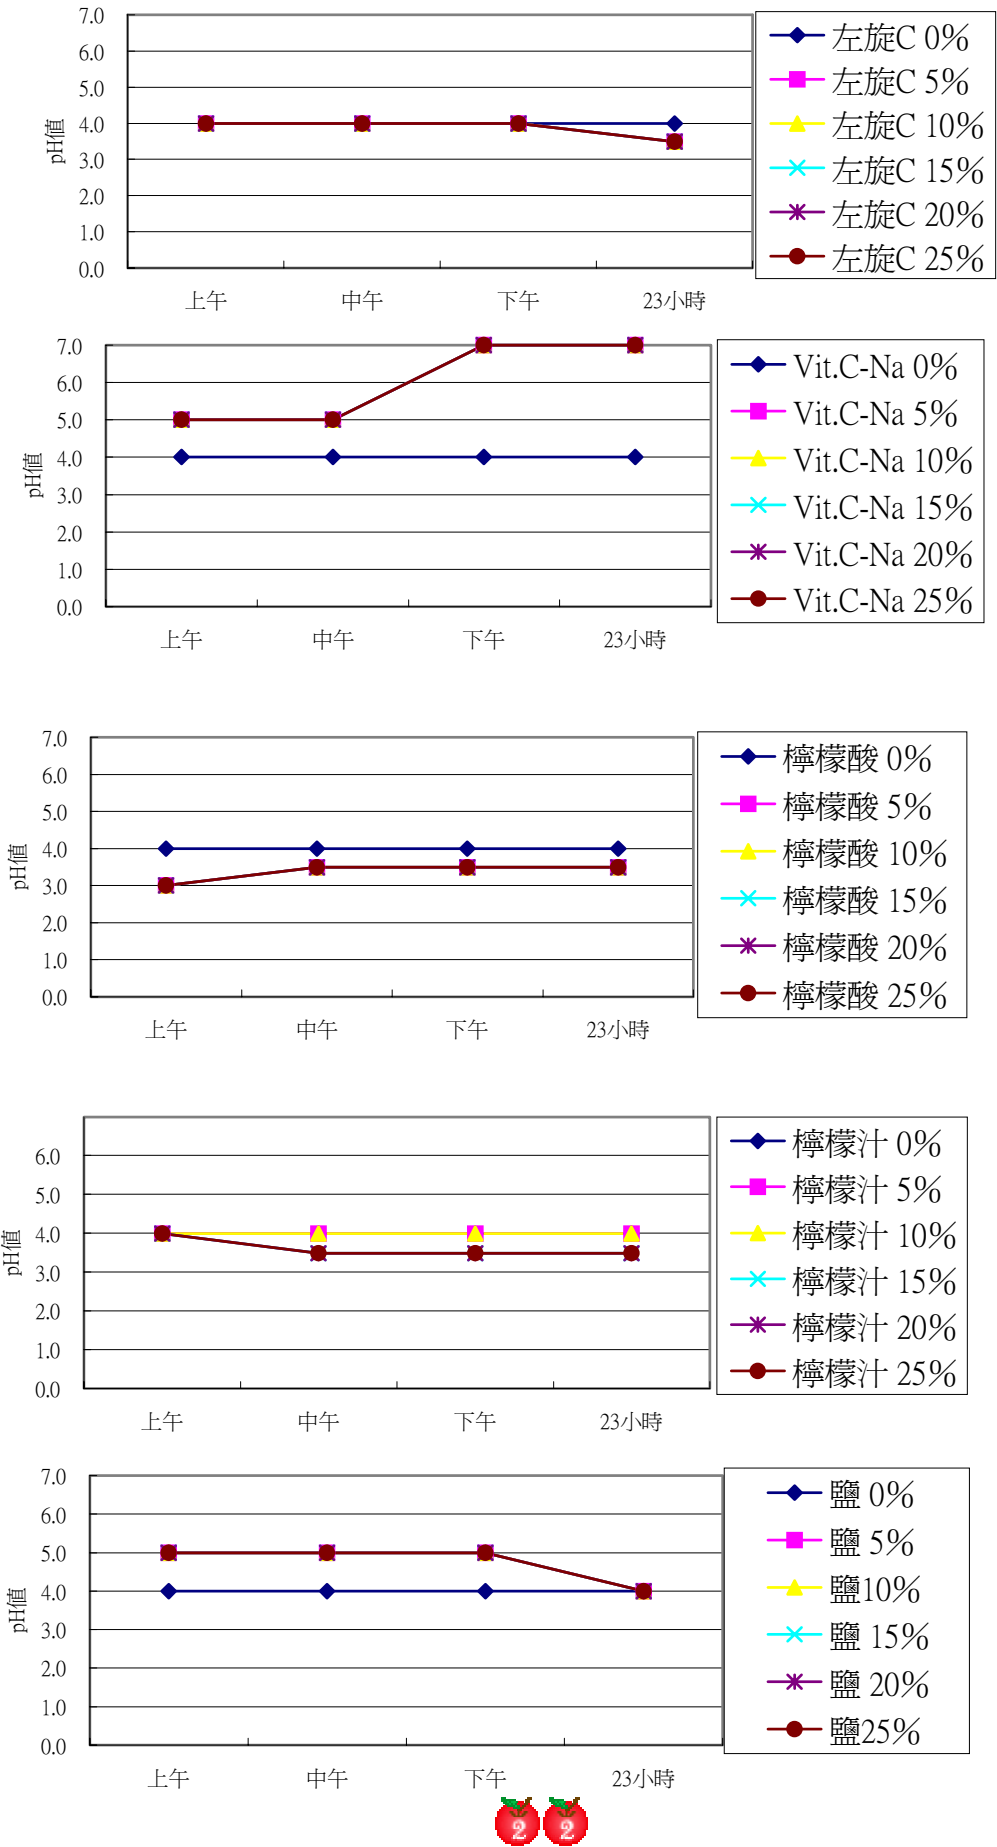 7.0
6.0
5.0
4.0
3.0
2.0
1.0
0.0
pH值
上午 中午 下午 23小時
左旋C 0%
左旋C 5%
左旋C 10%
左旋C 15%
左旋C 20%
左旋C 25%
7.0
6.0
5.0
4.0
3.0
2.0
1.0
0.0
pH值
上午 中午 下午 23小時
Vit.C-Na 0%
Vit.C-Na 5%
Vit.C-Na 10%
Vit.C-Na 15%
Vit.C-Na 20%
Vit.C-Na 25%
7.0
6.0
5.0
4.0
3.0
2.0
1.0
0.0
pH值
上午 中午 下午 23小時
檸檬酸 0%
檸檬酸 5%
檸檬酸 10%
檸檬酸 15%
檸檬酸 20%
檸檬酸 25%
6.0
5.0
4.0
3.0
2.0
1.0
0.0
pH值
上午 中午 下午 23小時
檸檬汁 0%
檸檬汁 5%
檸檬汁 10%
檸檬汁 15%
檸檬汁 20%
檸檬汁 25%
7.0
6.0
5.0
4.0
3.0
2.0
1.0
0.0
pH值
上午 中午 下午 23小時
鹽 0%
鹽 5%
鹽10%
鹽 15%
鹽 20%
鹽25%
2 2